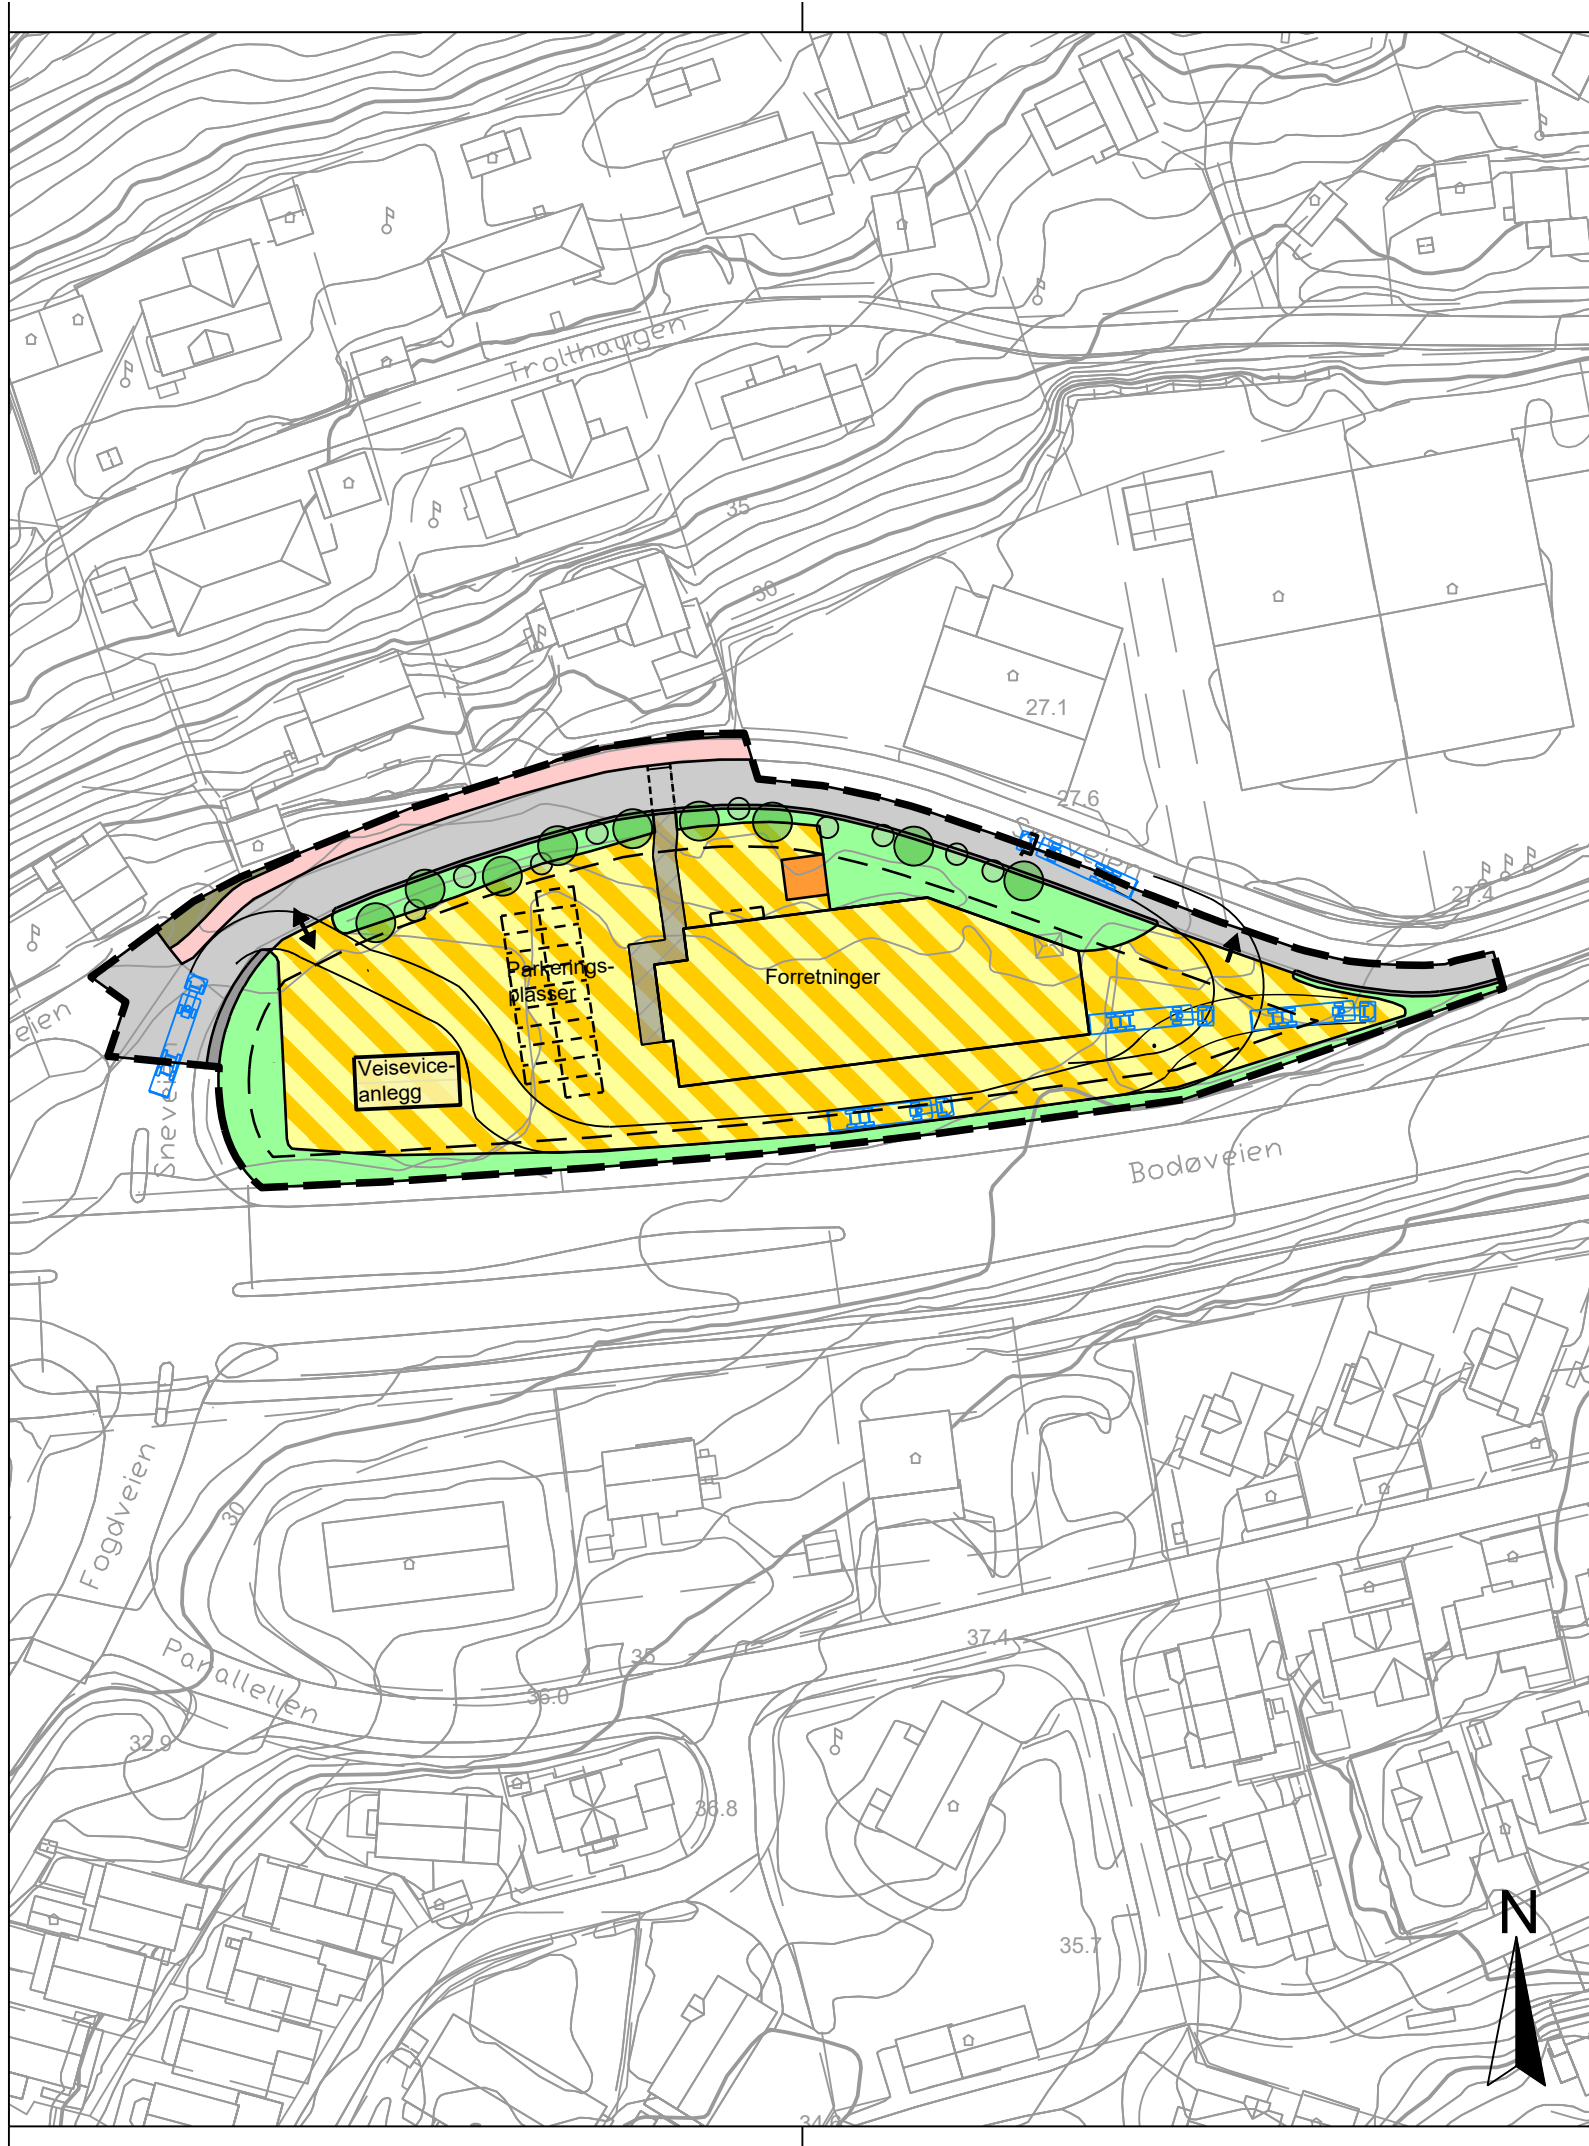 Trolthaugen
35
30
27.1
27.6
Sneveien
27.4
Parkerings-
plasser
Forretninger
eien
Veisevice-
anlegg
Sneveien
Bodøveien
Fogdveien
30
Parallellen
37.4
35
36.0
32.9
36.8
N
35.7